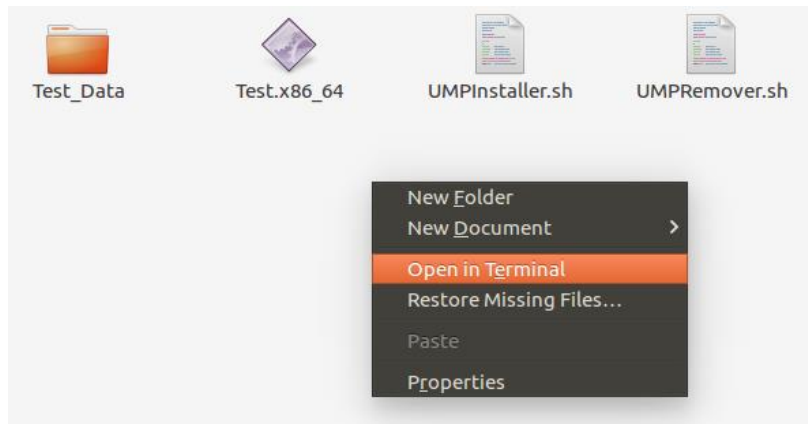 Test_Data
Test.x86_64
UMPInstaller.sh
UMPRemover.sh
New Folder
New Document
Open in Terminal
Restore Missing Files…
Paste
Properties